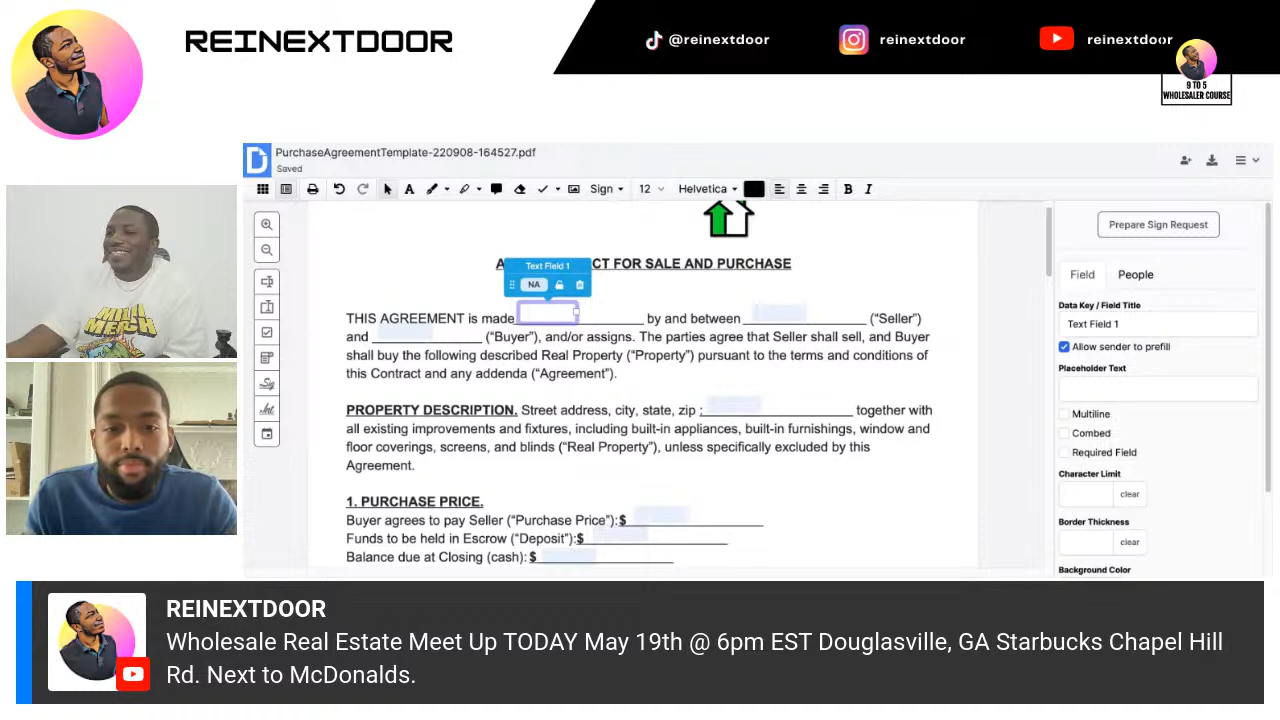 REINEXTDOOR
@reinextdoor
reinextdoor
reinextdoor
9 TO 5
WHOLESALER COURSE
PurchaseAgreementTemplate-220908-164527.pdf
Saved
Sign
12
Helvetica
B
I
Prepare Sign Request
Text Field 1
NA
CT FOR SALE AND PURCHASE
THIS AGREEMENT is made by and between (“Seller”)
and (“Buyer”), and/or assigns. The parties agree that Seller shall sell, and Buyer
shall buy the following described Real Property (“Property”) pursuant to the terms and conditions of
this Contract and any addenda (“Agreement”).
PROPERTY DESCRIPTION. Street address, city, state, zip ; together with
all existing improvements and fixtures, including built-in appliances, built-in furnishings, window and
floor coverings, screens, and blinds (“Real Property”), unless specifically excluded by this
Agreement.
1. PURCHASE PRICE.
Buyer agrees to pay Seller (“Purchase Price”):$
Funds to be held in Escrow (“Deposit”):$
Balance due at Closing (cash): $
Field People
Data Key / Field Title
Text Field 1
Allow sender to prefill
Placeholder Text
Multiline
Combed
Required Field
Character Limit
clear
Border Thickness
clear
Background Color
MILLI
MERCH
REINEXTDOOR
Wholesale Real Estate Meet Up TODAY May 19th @ 6pm EST Douglasville, GA Starbucks Chapel Hill
Rd. Next to McDonalds.